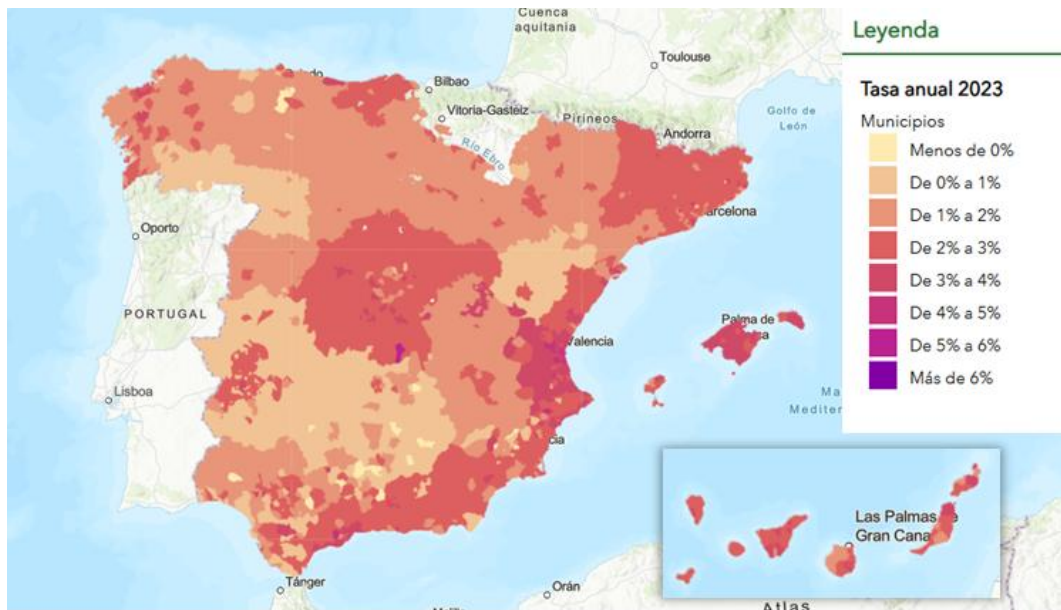 Cuenca
aquitania
Toulouse
Leyenda
Bilbao
Vitoria-Gasteiz
Pirineos
Andorra
Golfo de
León
Río Ebro
Tasa anual 2023
Municipios
Menos de 0%
De 0% a 1%
De 1% a 2%
De 2% a 3%
De 3% a 4%
De 4% a 5%
De 5% a 6%
Más de 6%
Oporto
arcelona
PORTUGAL
Palma de
Valencia
Lisboa
Ma
Mediter
cia
Las Palmas de
Gran Cana
Tánger
Orán
Atlas